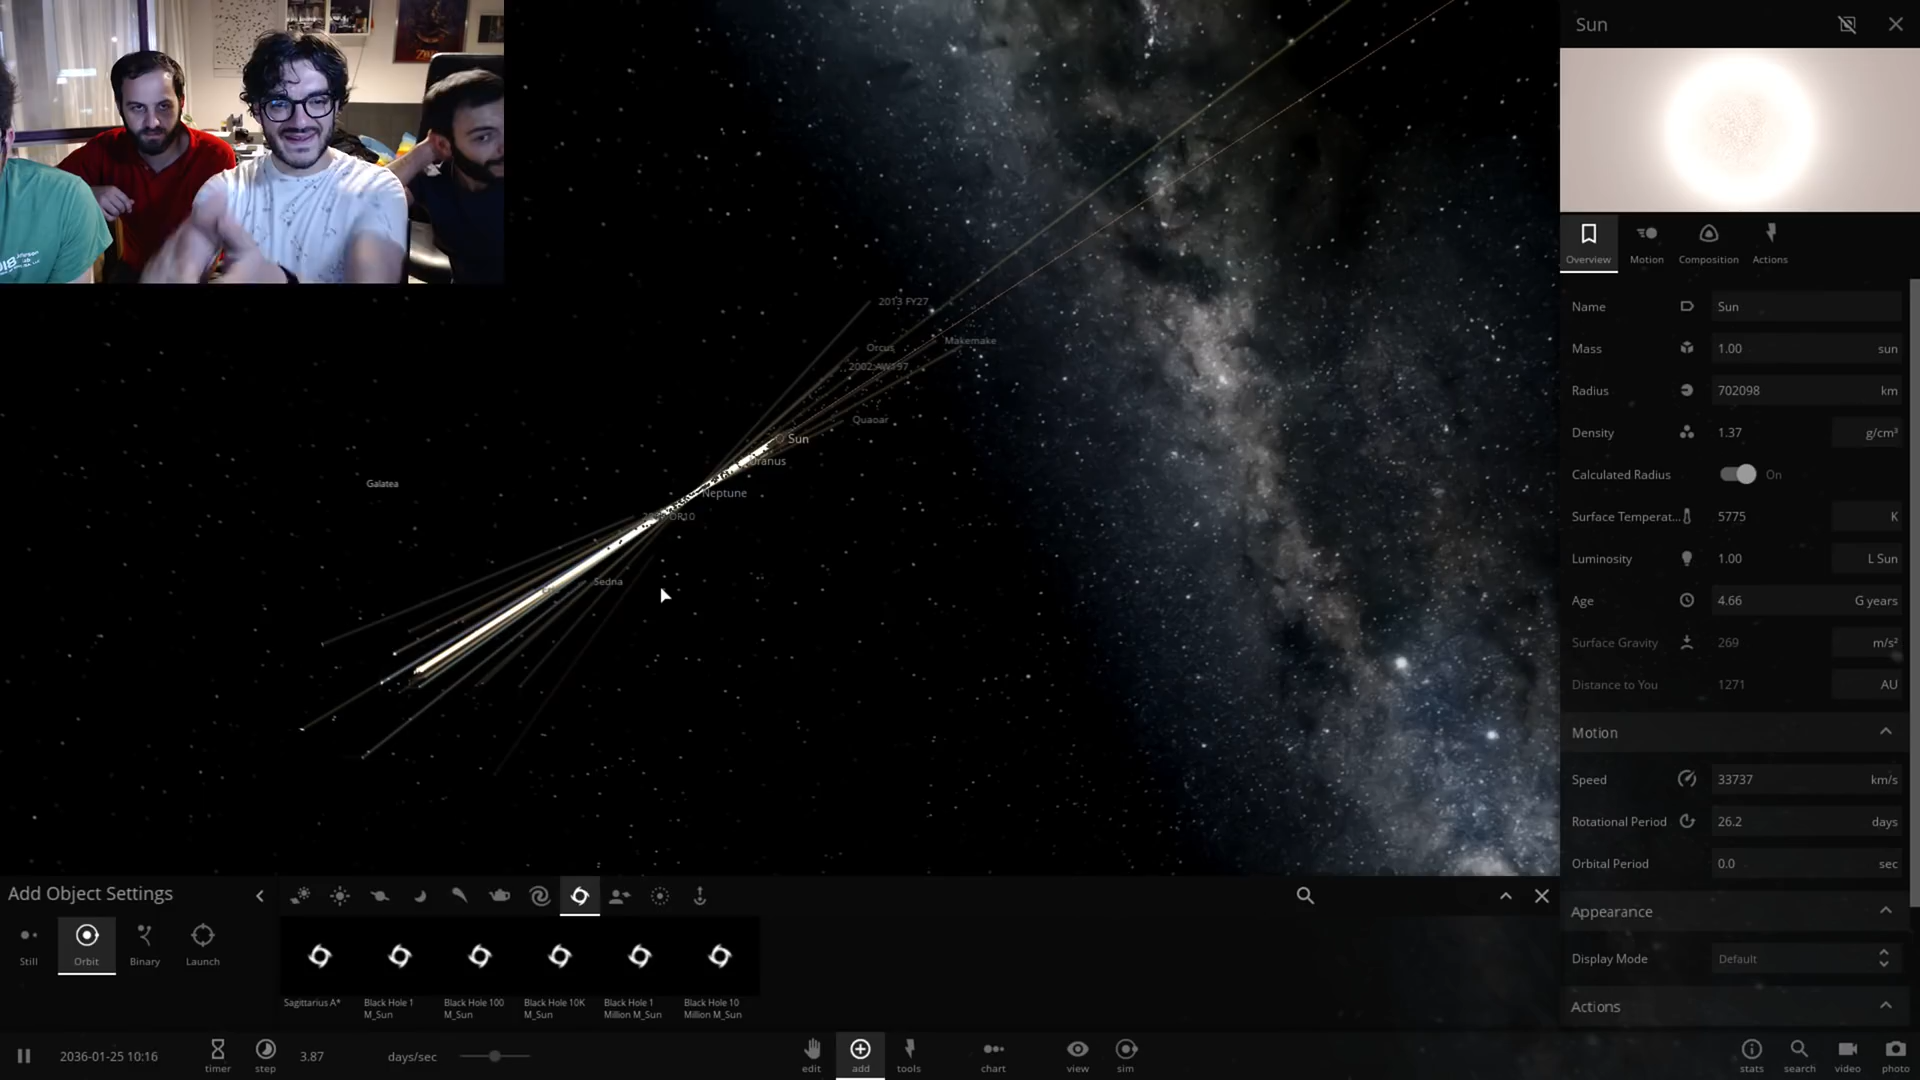 Sun
Overview
Motion
Composition
Actions
Name
Sun
Mass
1.00
sun
Radius
702098
km
Density
1.37
g/cm³
Calculated Radius
On
Surface Temperat...
5775
K
Luminosity
1.00
L Sun
Age
4.66
G years
Surface Gravity
269
m/s²
Distance to You
1271
AU
Motion
Speed
33737
km/s
Rotational Period
26.2
days
Orbital Period
0.0
sec
Appearance
Display Mode
Default
Actions
2013 FY27
Makemake
Orcus
2002 AW197
Quaoar
Sun
Uranus
Galatea
Neptune
Sedna
Add Object Settings
Still
Orbit
Binary
Launch
Sagittarius A*
Black Hole 1
M_Sun
Black Hole 100
M_Sun
Black Hole 10K
M_Sun
Black Hole 1
Million M_Sun
Black Hole 10
Million M_Sun
2036-01-25 10:16
timer
step
3.87
days/sec
edit
add
tools
chart
view
sim
stats
search
video
photo